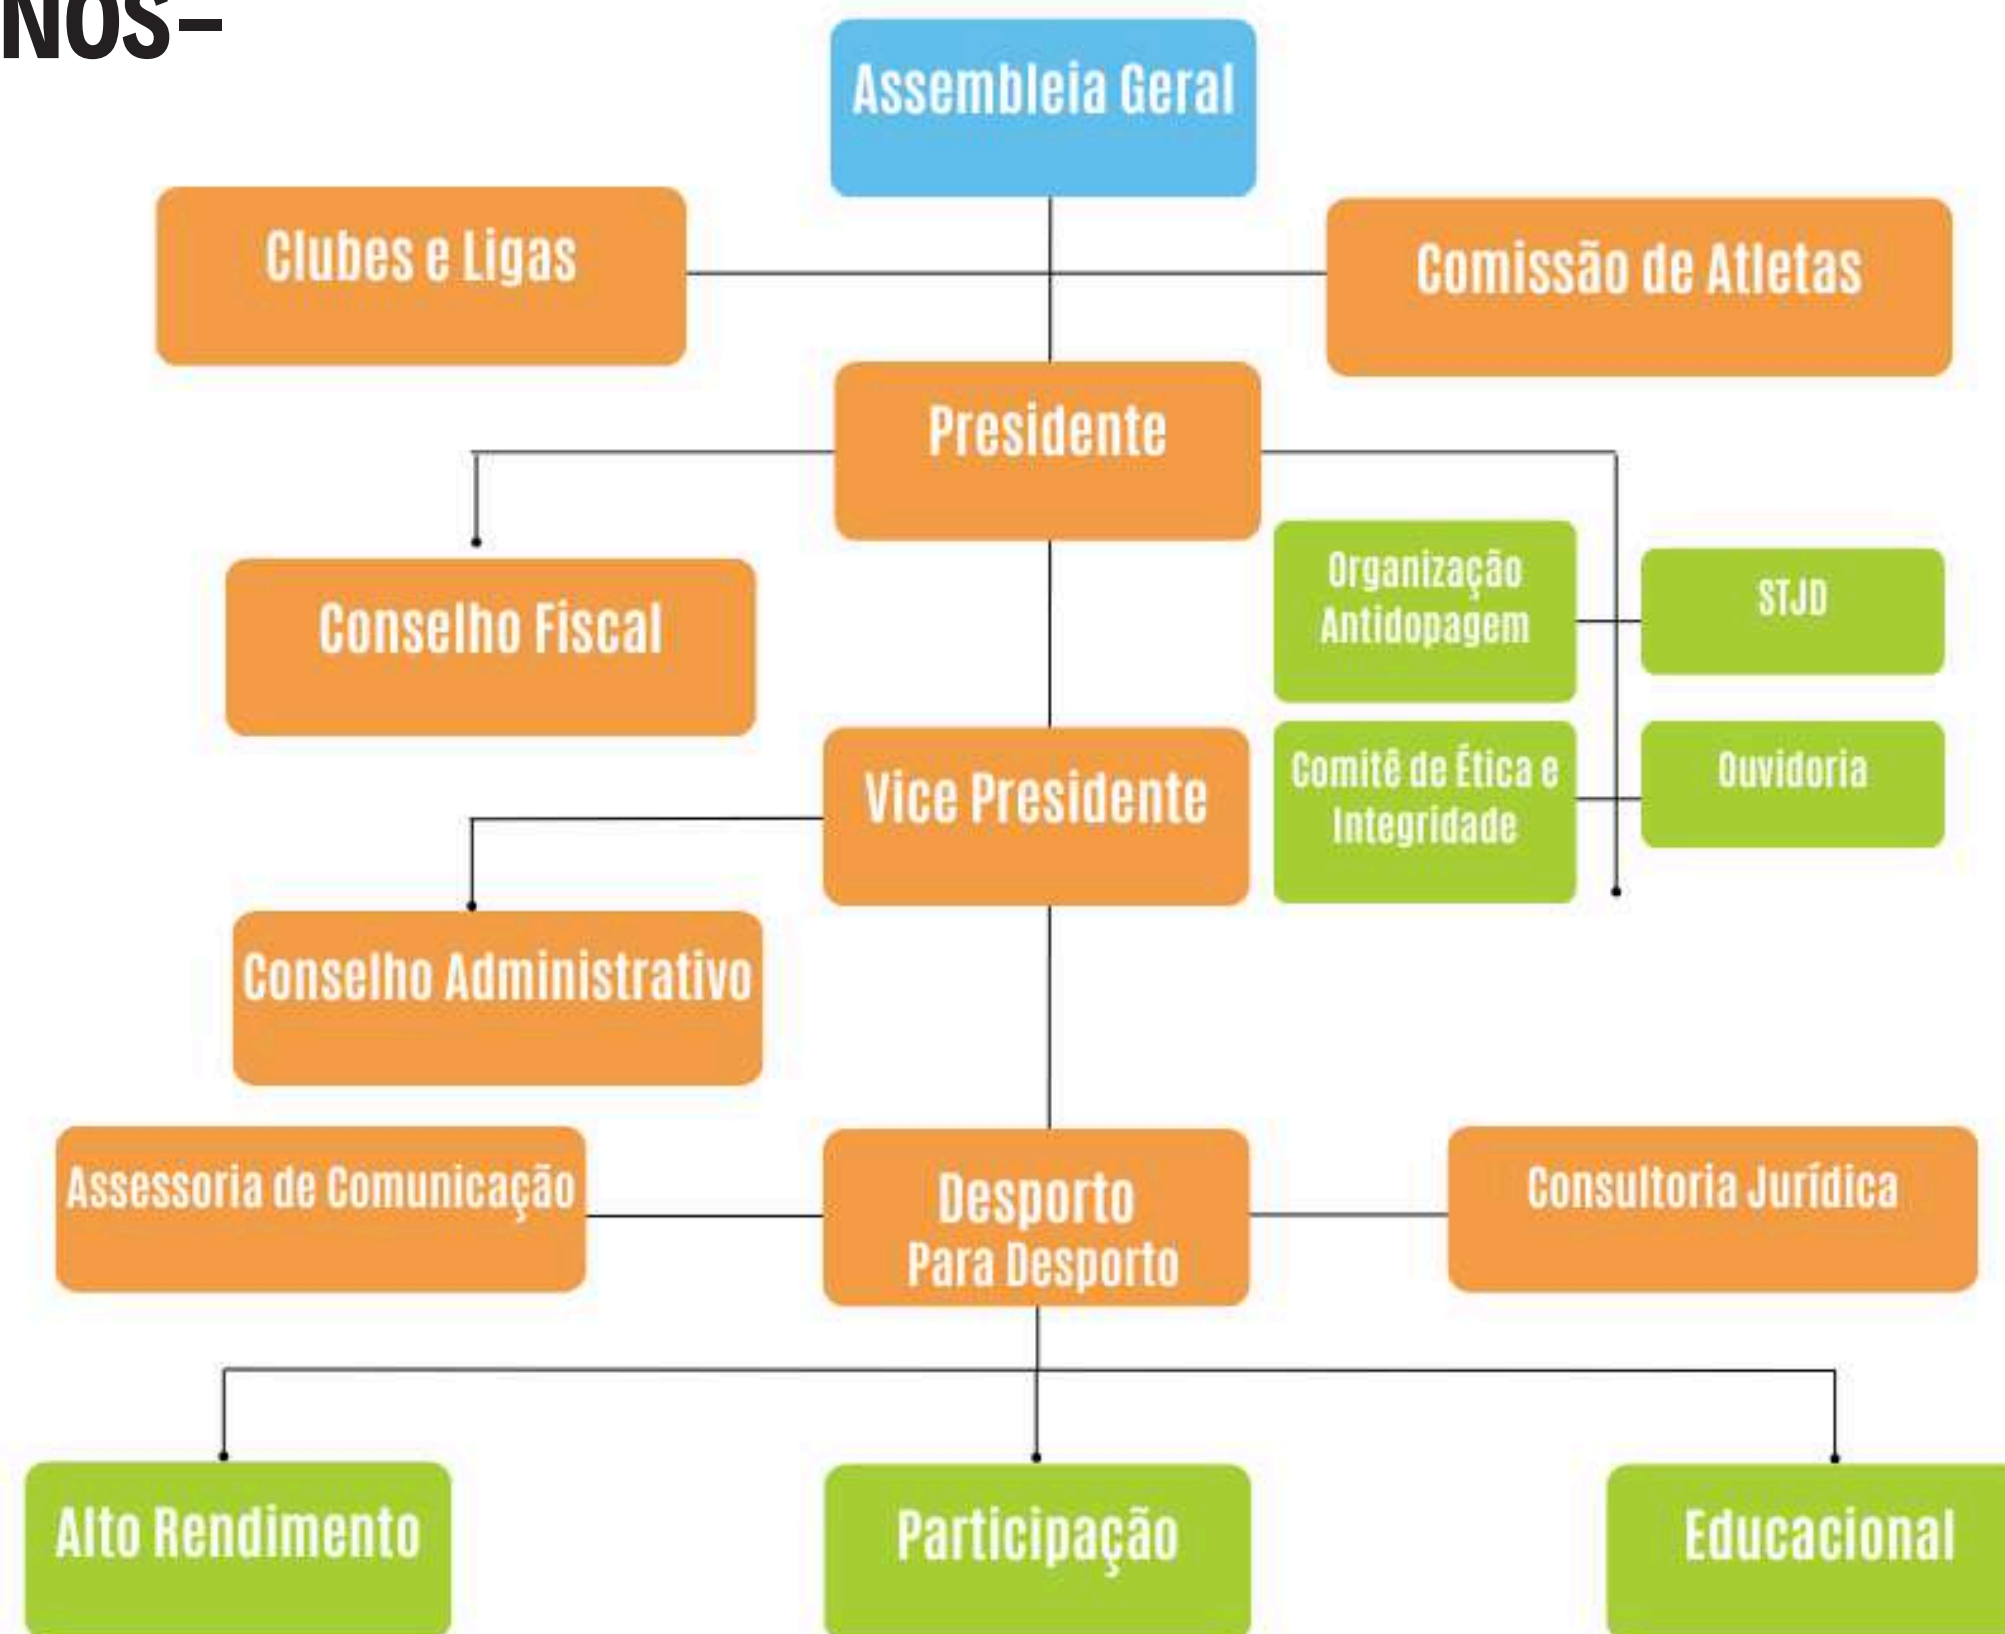 NOS–
Assembleia Geral
Clubes e Ligas
Comissão de Atletas
Presidente
Conselho Fiscal
Organização
Antidopagem
STJD
Vice Presidente
Comitê de Ética e
Integridade
Ouvidoria
Conselho Administrativo
Assessoria de Comunicação
Desporto
Para Desporto
Consultoria Jurídica
Alto Rendimento
Participação
Educacional